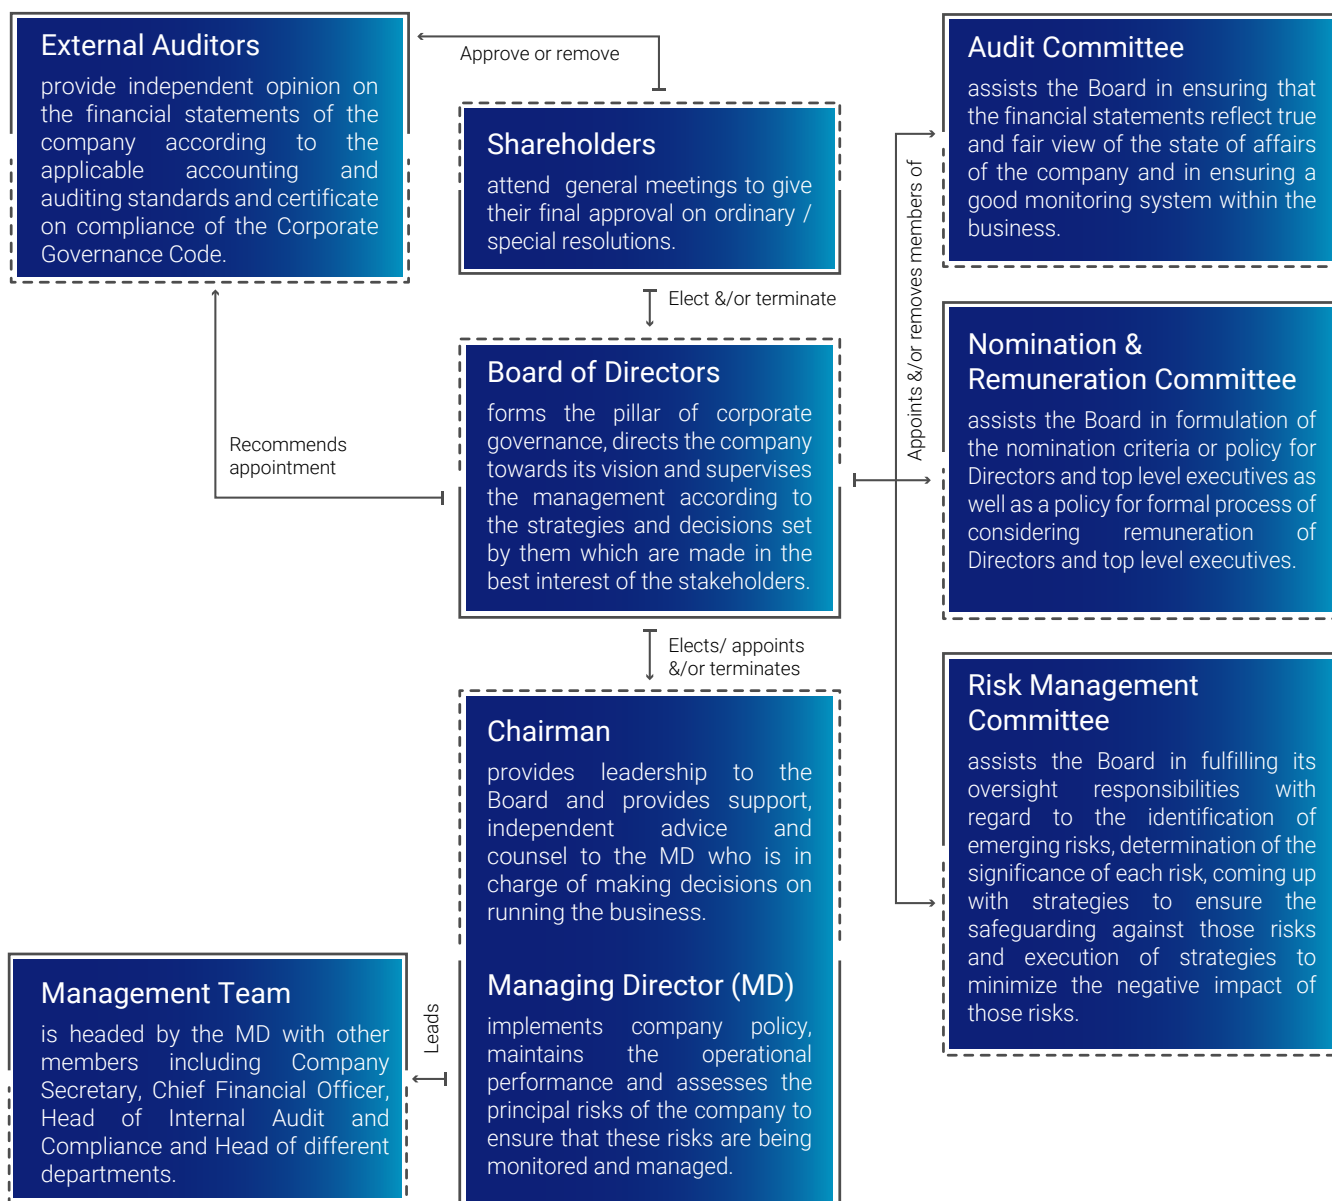 External Auditors
provide independent opinion on
the financial statements of the
company according to the
applicable accounting and
auditing standards and certificate
on compliance of the Corporate
Governance Code.
Approve or remove
Shareholders
attend general meetings to give
their final approval on ordinary /
special resolutions.
Elect &/or terminate
Board of Directors
forms the pillar of corporate
governance, directs the company
towards its vision and supervises
the management according to
the strategies and decisions set
by them which are made in the
best interest of the stakeholders.
Recommends
appointment
Elects/ appoints
&/or terminates
Chairman
provides leadership to the
Board and provides support,
independent advice and
counsel to the MD who is in
charge of making decisions on
running the business.
Managing Director (MD)
implements company policy,
maintains the operational
performance and assesses the
principal risks of the company to
ensure that these risks are being
monitored and managed.
Leads
Management Team
is headed by the MD with other
members including Company
Secretary, Chief Financial Officer,
Head of Internal Audit and
Compliance and Head of different
departments.
Appoints &/or removes members of
Audit Committee
assists the Board in ensuring that
the financial statements reflect true
and fair view of the state of affairs
of the company and in ensuring a
good monitoring system within the
business.
Nomination &
Remuneration Committee
assists the Board in formulation of
the nomination criteria or policy for
Directors and top level executives as
well as a policy for formal process of
considering remuneration of
Directors and top level executives.
Risk Management
Committee
assists the Board in fulfilling its
oversight responsibilities with
regard to the identification of
emerging risks, determination of the
significance of each risk, coming up
with strategies to ensure the
safeguarding against those risks
and execution of strategies to
minimize the negative impact of
those risks.